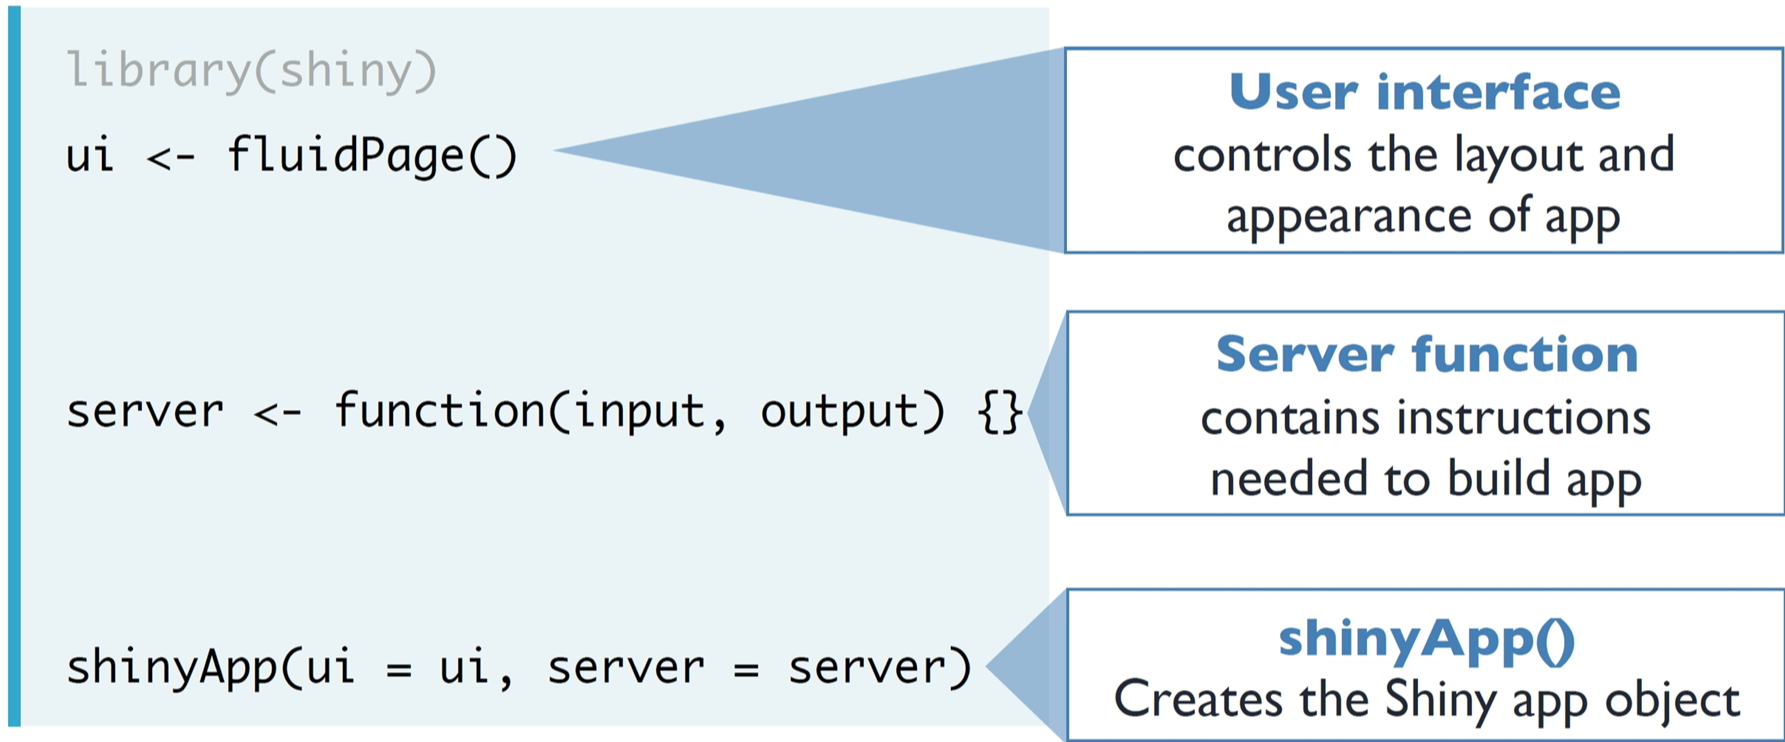 library(shiny)
ui <- fluidPage()
User interface
controls the layout and
appearance of app
server <- function(input, output) {}
Server function
contains instructions
needed to build app
shinyApp(ui = ui, server = server)
shinyApp()
Creates the Shiny app object